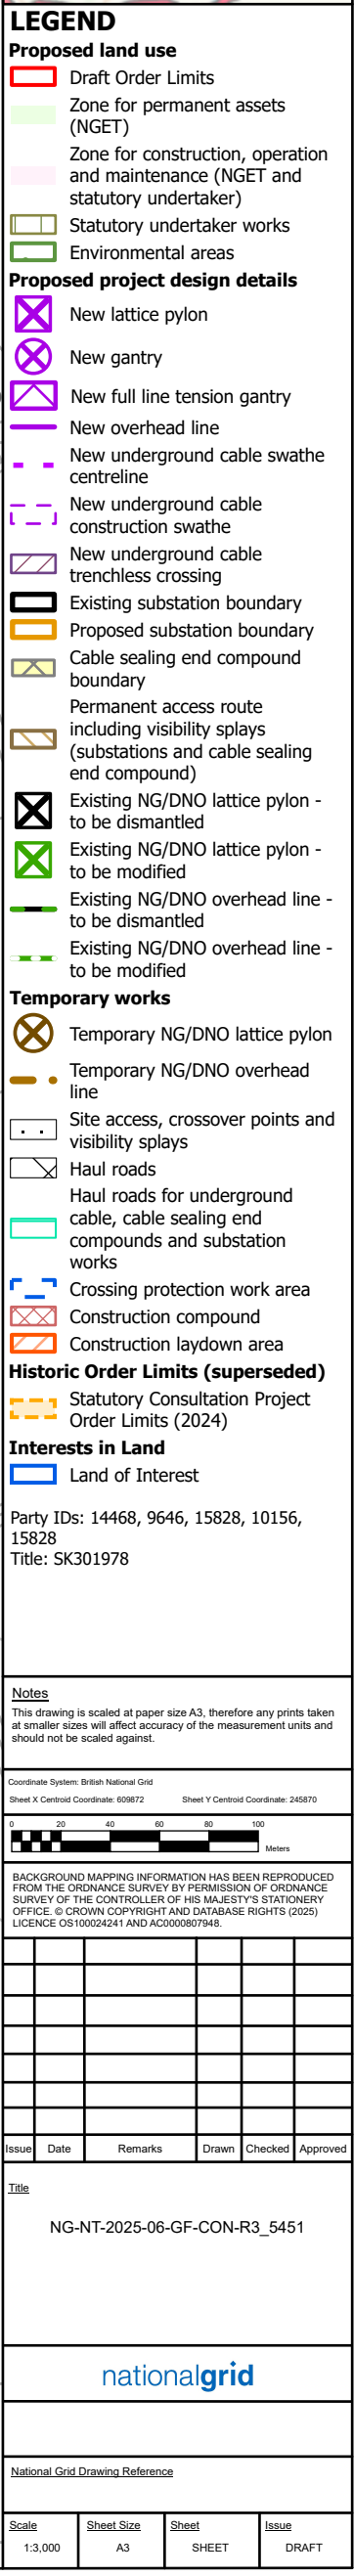 LEGEND
Proposed land use
Draft Order Limits
Zone for permanent assets
(NGET)
Zone for construction, operation
and maintenance (NGET and
statutory undertaker)
Statutory undertaker works
Environmental areas
Proposed project design details
New lattice pylon
New gantry
New full line tension gantry
New overhead line
New underground cable swathe
centreline
New underground cable
construction swathe
New underground cable
trenchless crossing
Existing substation boundary
Proposed substation boundary
Cable sealing end compound
boundary
Permanent access route
including visibility splays
(substations and cable sealing
end compound)
Existing NG/DNO lattice pylon -
to be dismantled
Existing NG/DNO lattice pylon -
to be modified
Existing NG/DNO overhead line -
to be dismantled
Existing NG/DNO overhead line -
to be modified
Temporary works
Temporary NG/DNO lattice pylon
Temporary NG/DNO overhead
line
Site access, crossover points and
visibility splays
Haul roads
Haul roads for underground
cable, cable sealing end
compounds and substation
works
Crossing protection work area
Construction compound
Construction laydown area
Historic Order Limits (superseded)
Statutory Consultation Project
Order Limits (2024)
Interests in Land
Land of Interest
Party IDs: 14468, 9646, 15828, 10156,
15828
Title: SK301978
Notes
This drawing is scaled at paper size A3, therefore any prints taken
at smaller sizes will affect accuracy of the measurement units and
should not be scaled against.
Coordinate System: British National Grid
Sheet X Centroid Coordinate: 609872 Sheet Y Centroid Coordinate: 245870
0 20 40 60 80 100
Meters
BACKGROUND MAPPING INFORMATION HAS BEEN REPRODUCED
FROM THE ORDNANCE SURVEY BY PERMISSION OF ORDNANCE
SURVEY OF THE CONTROLLER OF HIS MAJESTY'S STATIONERY
OFFICE. © CROWN COPYRIGHT AND DATABASE RIGHTS (2025)
LICENCE OS100024241 AND AC0000807948.
Issue Date Remarks Drawn Checked Approved
Title
NG-NT-2025-06-GF-CON-R3_5451
nationalgrid
National Grid Drawing Reference
Scale Sheet Size Sheet Issue
1:3,000 A3 SHEET DRAFT